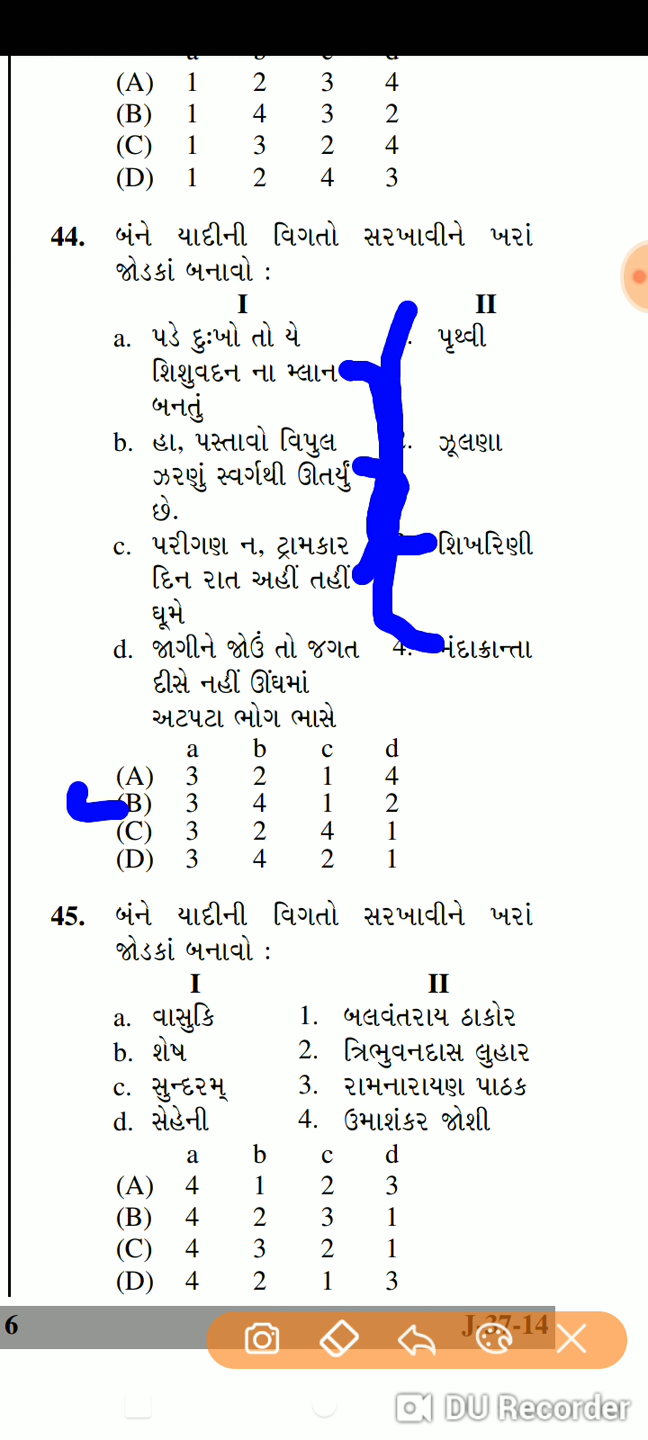 (A) 1 2 3 4
(B) 1 4 3 2
(C) 1 3 2 4
(D) 1 2 4 3
44. બંને યાદીની વિગતો સરખાવીને ખરાં
જોડકાં બનાવો :
I II
a. પડે દુઃખો તો યે પૃથ્વી
શિશુવદન ના મ્લાન
બનતું
b. હા, પસ્તાવો વિપુલ ઝૂલણા
ઝરણું સ્વર્ગથી ઊતર્યું
છે.
c. પરીગણ ન, ટ્રામકાર શિખરિણી
દિન રાત અહીં તહીં
ઘૂમે
d. જાગીને જોઉં તો જગત 4. મંદાક્રાન્તા
દીસે નહીં ઊંઘમાં
અટપટા ભોગ ભાસે
a b c d
(A) 3 2 1 4
(B) 3 4 1 2
(C) 3 2 4 1
(D) 3 4 2 1
45. બંને યાદીની વિગતો સરખાવીને ખરાં
જોડકાં બનાવો :
I II
a. વાસુકિ 1. બલવંતરાય ઠાકોર
b. શેષ 2. ત્રિભુવનદાસ લુહાર
c. સુન્દરમ્ 3. રામનારાયણ પાઠક
d. સેહેની 4. ઉમાશંકર જોશી
a b c d
(A) 4 1 2 3
(B) 4 2 3 1
(C) 4 3 2 1
(D) 4 2 1 3
6 J-37-14
DU Recorder